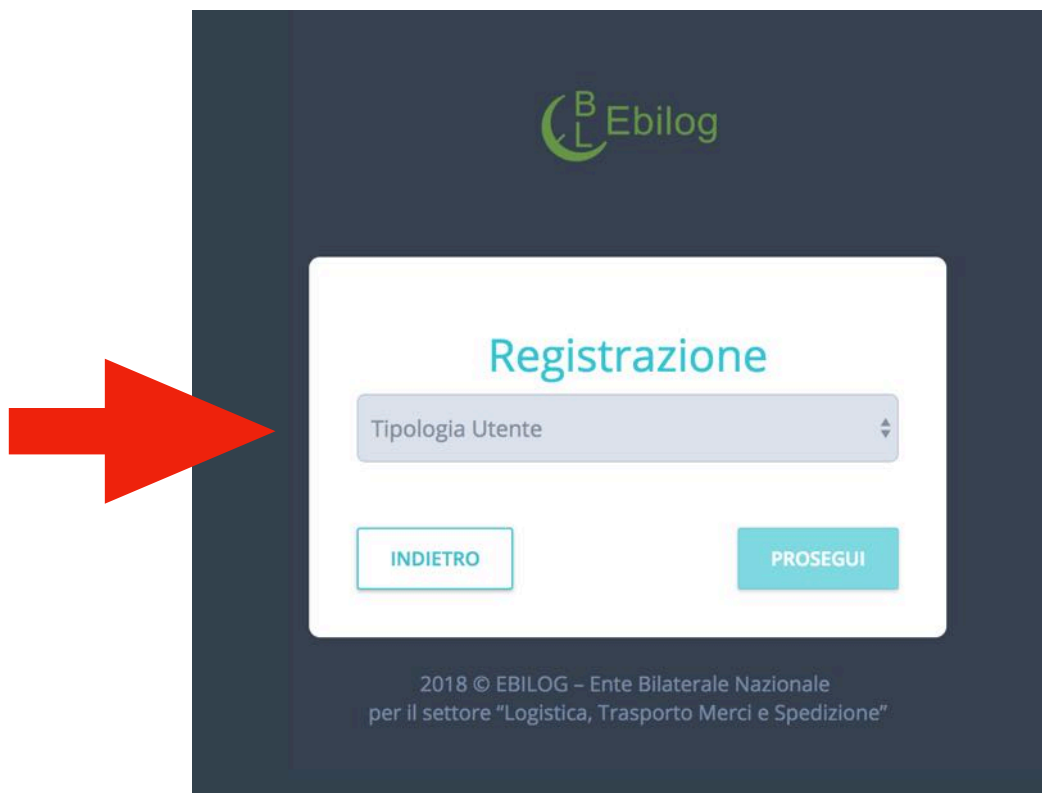 B
L Ebilog
Registrazione
Tipologia Utente
INDIETRO PROSEGUI
2018 © EBILOG – Ente Bilaterale Nazionale
per il settore “Logistica, Trasporto Merci e Spedizione”